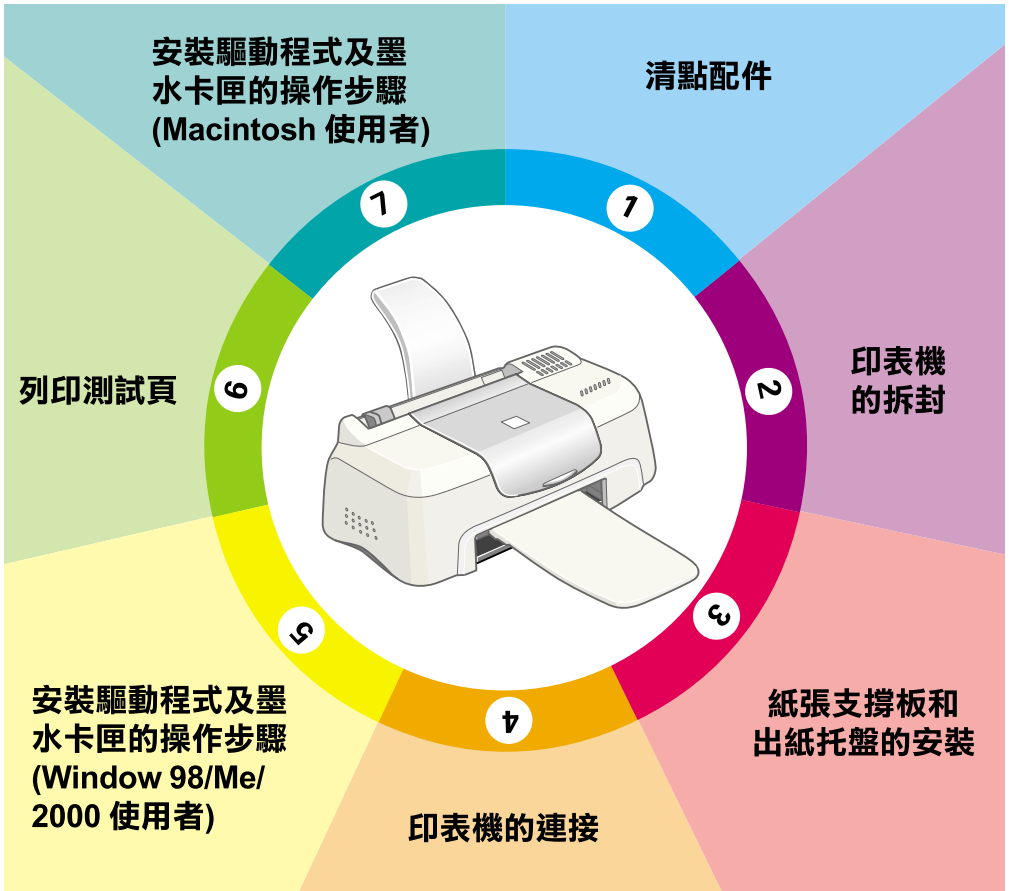 清點配件
1
印表機
的拆封
2
紙張支撐板和
出紙托盤的安裝
3
印表機的連接
4
安裝驅動程式及墨
水卡匣的操作步驟
(Window 98/Me/
2000 使用者)
5
列印測試頁
6
安裝驅動程式及墨
水卡匣的操作步驟
(Macintosh 使用者)
7